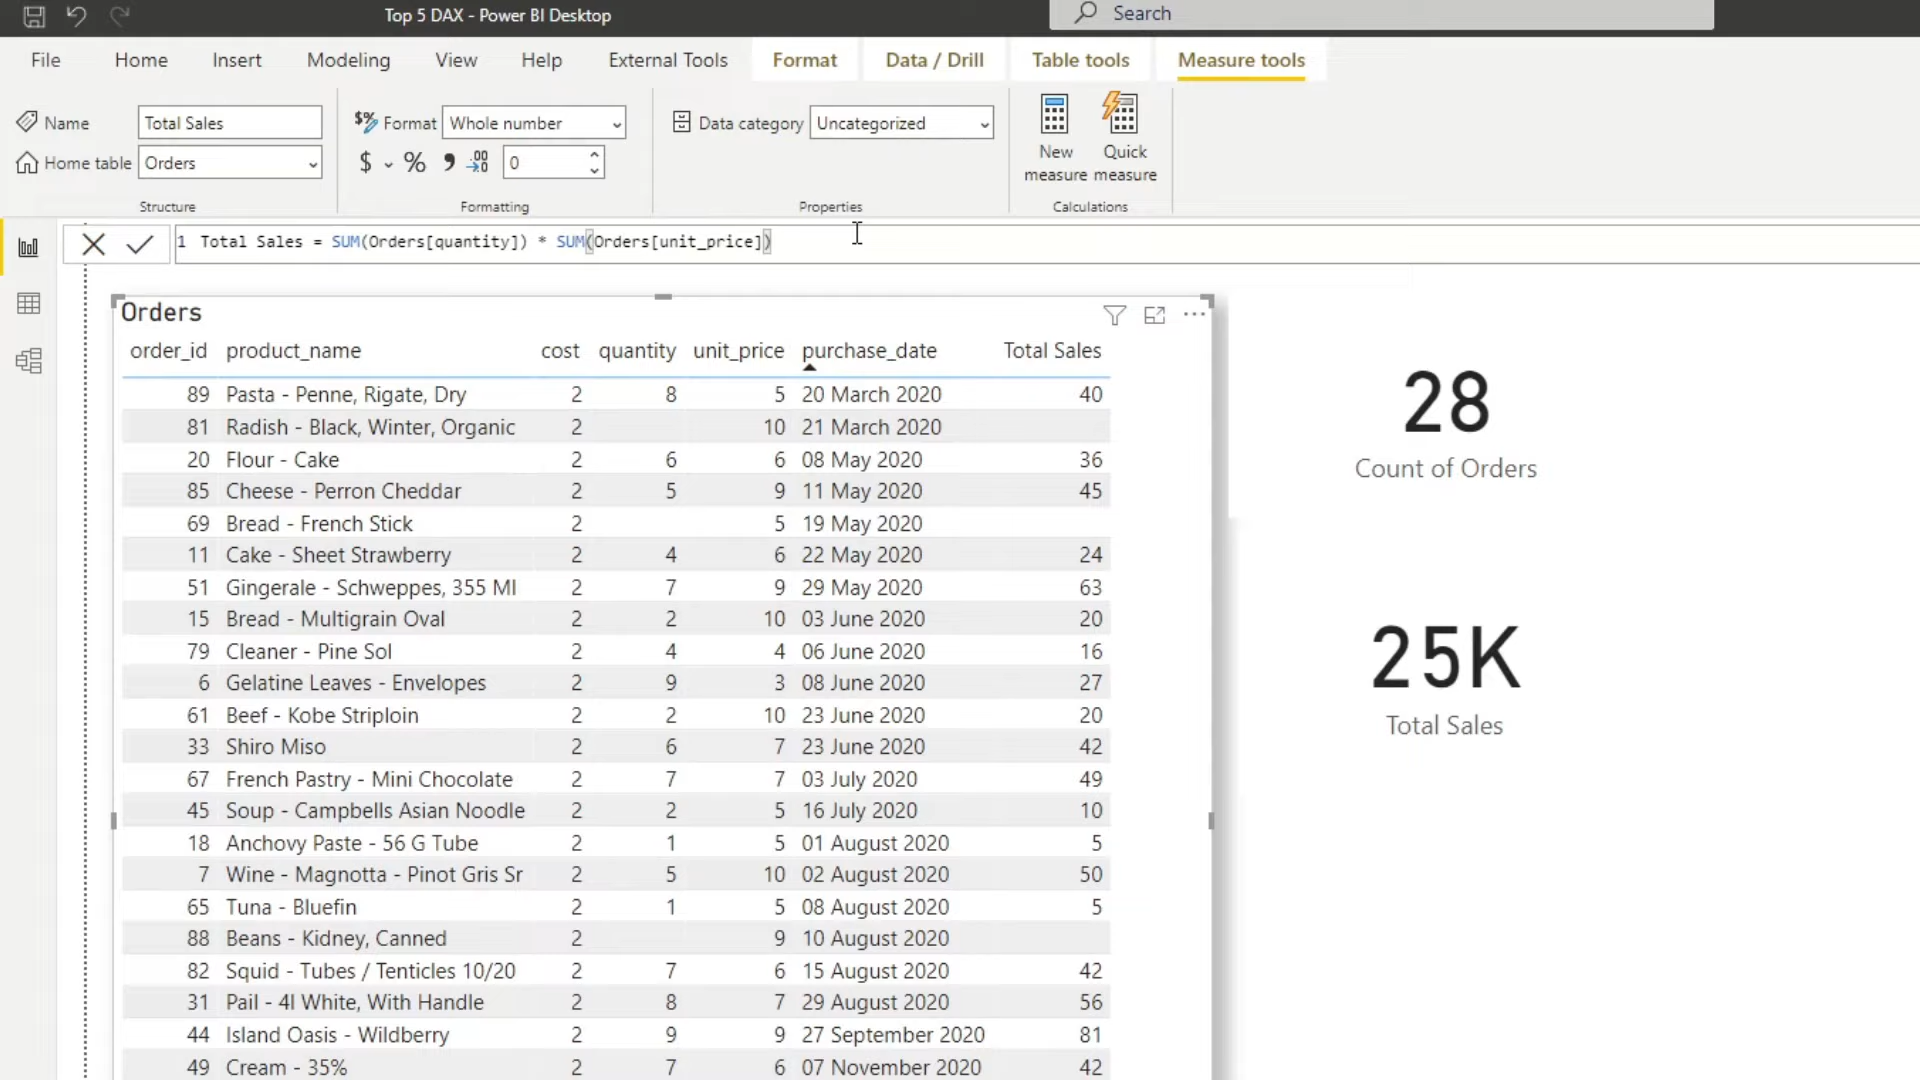 Top 5 DAX - Power BI Desktop
Search
File Home Insert Modeling View Help External Tools Format Data / Drill Table tools Measure tools
Name Total Sales
Home table Orders
Structure
$% Format Whole number
$ % 9 .00 0
Formatting
Data category Uncategorized
Properties
New measure
Quick measure
Calculations
1 Total Sales = SUM(Orders[quantity]) * SUM(Orders[unit_price])
Orders
order_id product_name cost quantity unit_price purchase_date Total Sales
89 Pasta - Penne, Rigate, Dry 2 8 5 20 March 2020 40
81 Radish - Black, Winter, Organic 2 10 21 March 2020
20 Flour - Cake 2 6 6 08 May 2020 36
85 Cheese - Perron Cheddar 2 5 9 11 May 2020 45
69 Bread - French Stick 2 5 19 May 2020
11 Cake - Sheet Strawberry 2 4 6 22 May 2020 24
51 Gingerale - Schweppes, 355 Ml 2 7 9 29 May 2020 63
15 Bread - Multigrain Oval 2 2 10 03 June 2020 20
79 Cleaner - Pine Sol 2 4 4 06 June 2020 16
6 Gelatine Leaves - Envelopes 2 9 3 08 June 2020 27
61 Beef - Kobe Striploin 2 2 10 23 June 2020 20
33 Shiro Miso 2 6 7 23 June 2020 42
67 French Pastry - Mini Chocolate 2 7 7 03 July 2020 49
45 Soup - Campbells Asian Noodle 2 2 5 16 July 2020 10
18 Anchovy Paste - 56 G Tube 2 1 5 01 August 2020 5
7 Wine - Magnotta - Pinot Gris Sr 2 5 10 02 August 2020 50
65 Tuna - Bluefin 2 1 5 08 August 2020 5
88 Beans - Kidney, Canned 2 9 10 August 2020
82 Squid - Tubes / Tenticles 10/20 2 7 6 15 August 2020 42
31 Pail - 4l White, With Handle 2 8 7 29 August 2020 56
44 Island Oasis - Wildberry 2 9 9 27 September 2020 81
49 Cream - 35% 2 7 6 07 November 2020 42
28
Count of Orders
25K
Total Sales